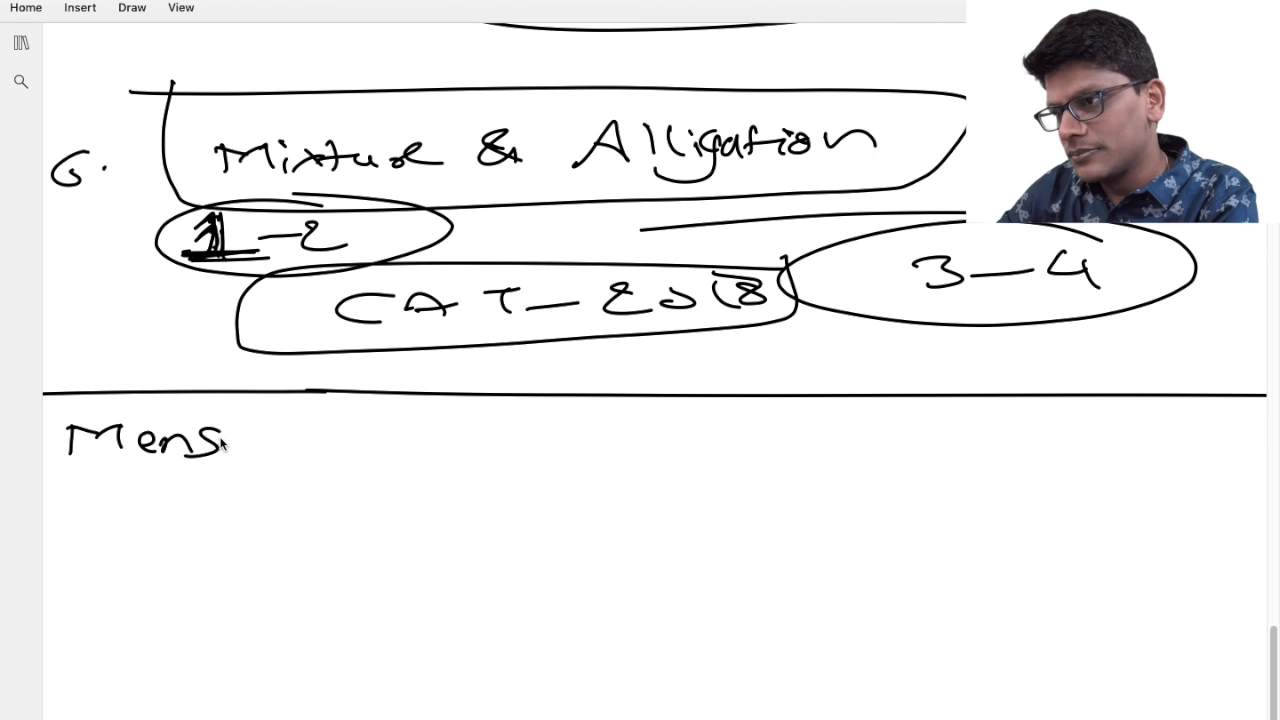 Home Insert Draw View
6. Mixture & Alligation
1-2
3-4
CAT-2018
Mens